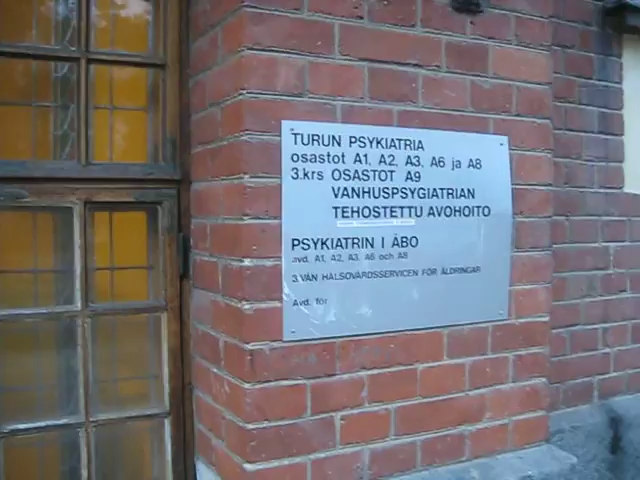 TURUN PSYKIATRIA
osastot A1, A2, A3, A6 ja A8
3.krs OSASTOT A9
VANHUSPSYGIATRIAN
TEHOSTETTU AVOHOITO
PSYKIATRIN I ÅBO
avd. A1, A2, A3, A6 och A8
3.VÅN HÄLSOVÅRDSSERVICEN FÖR ÅLDRINGAR
Avd. för